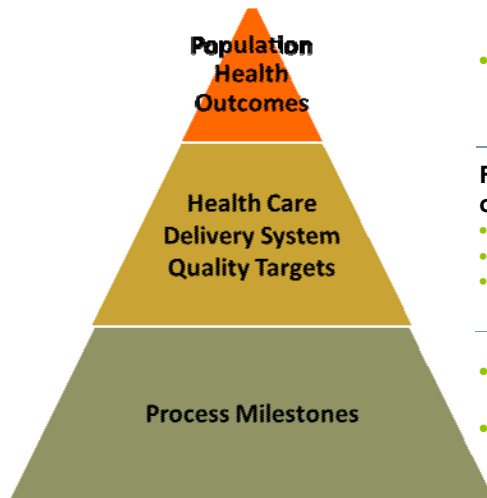 Population
Health
Outcomes
Health Care
Delivery System
Quality Targets
Process Milestones